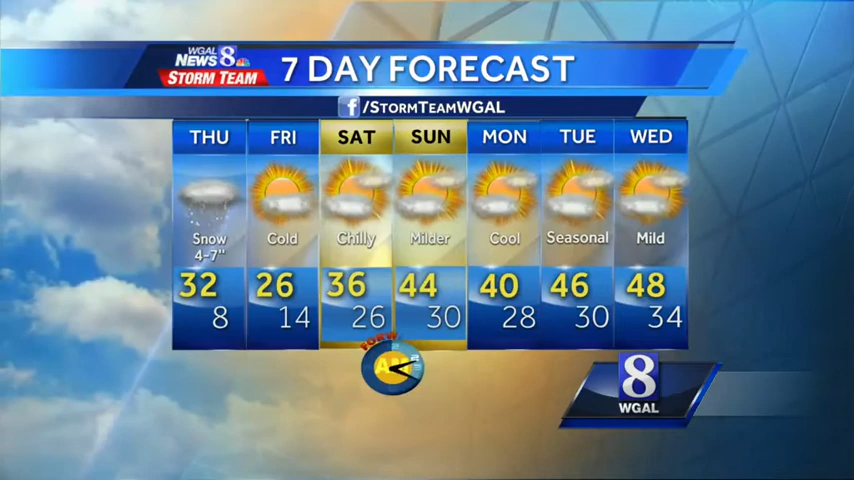 WGAL
NEWS 8
STORM TEAM
7 DAY FORECAST
f/STORMTEAMWGAL
THU FRI SAT SUN MON TUE WED
Snow Cold Chilly Milder Cool Seasonal Mild
4-7"
32 26 36 44 40 46 48
8 14 26 30 28 30 34
8
WGAL